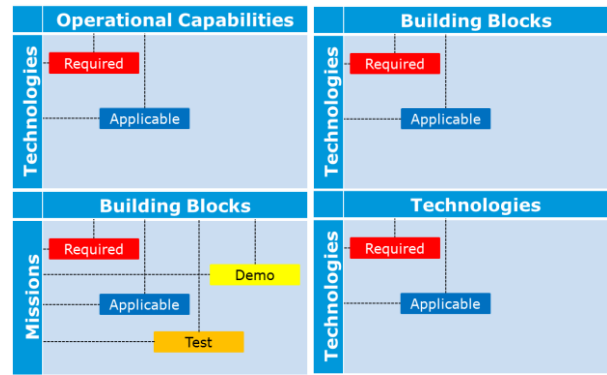 Operational Capabilities
Technologies
Required
Applicable
Building Blocks
Technologies
Required
Applicable
Building Blocks
Missions
Required
Demo
Applicable
Test
Technologies
Technologies
Required
Applicable